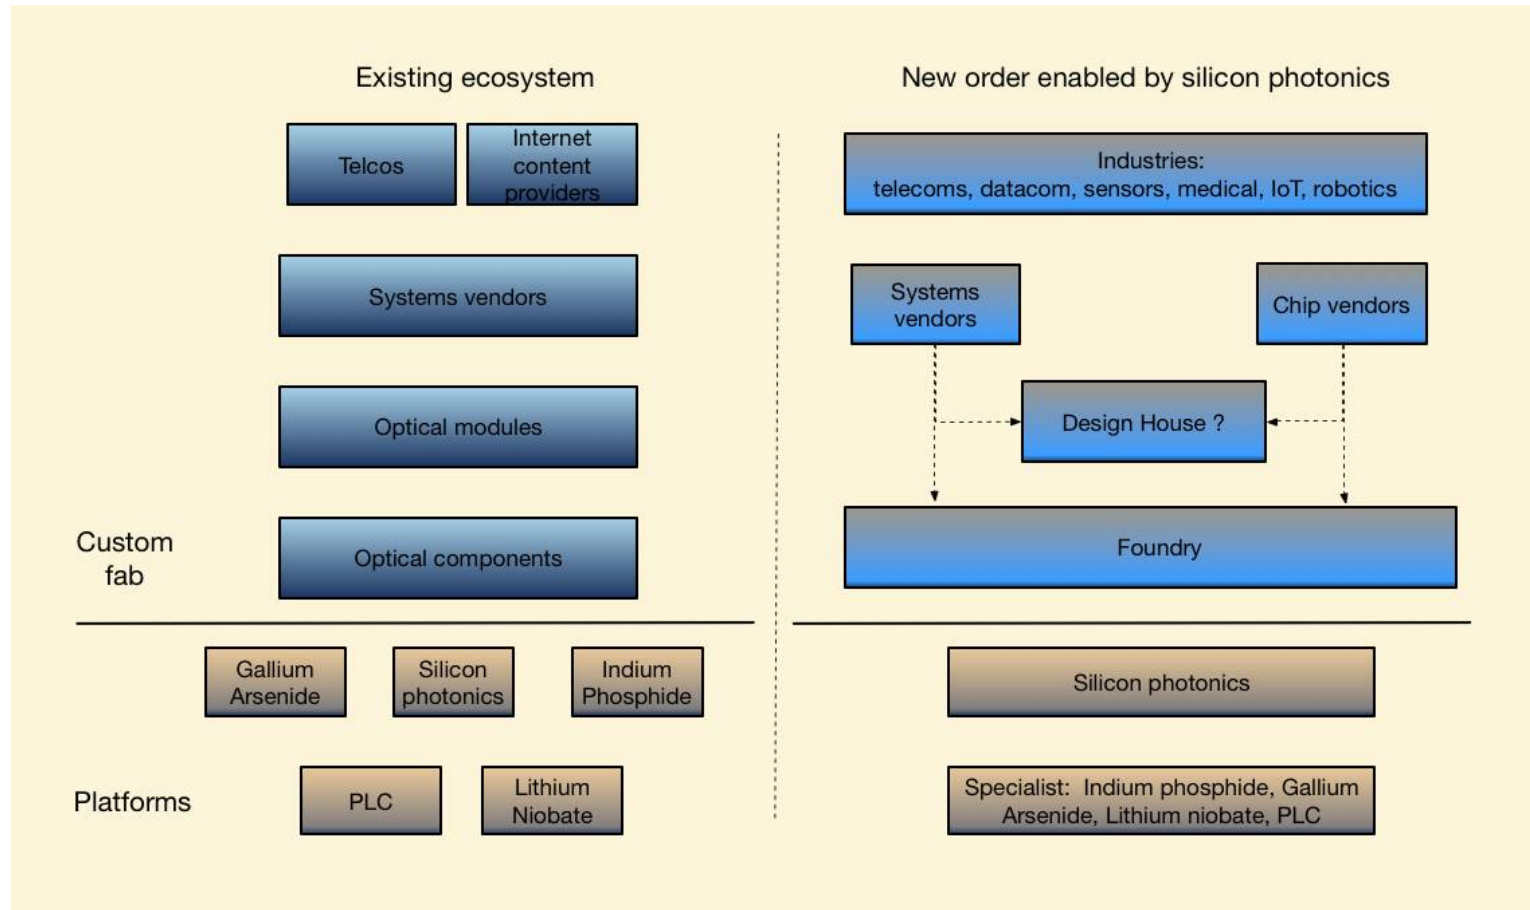 Existing ecosystem
Telcos
Internet
content
providers
Systems vendors
Optical modules
Custom
fab
Optical components
Gallium
Arsenide
Silicon
photonics
Indium
Phosphide
Platforms
PLC
Lithium
Niobate
New order enabled by silicon photonics
Industries:
telecoms, datacom, sensors, medical, IoT, robotics
Systems
vendors
Chip vendors
Design House ?
Foundry
Silicon photonics
Specialist: Indium phosphide, Gallium
Arsenide, Lithium niobate, PLC